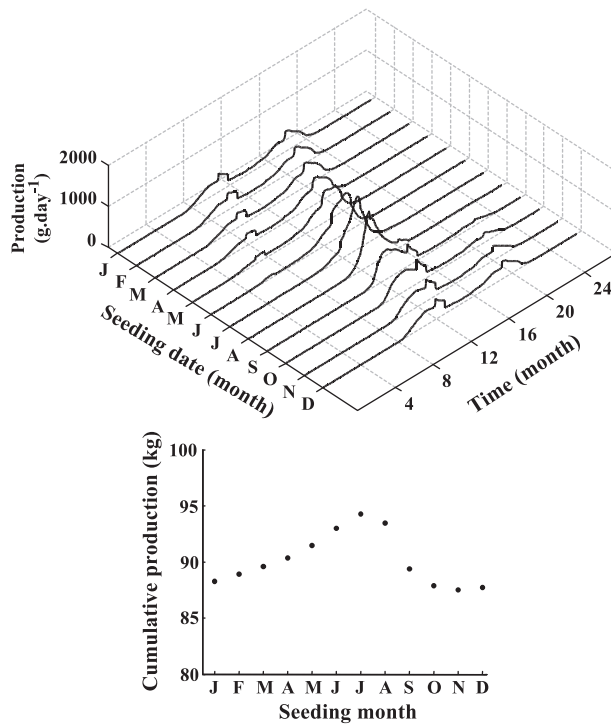 2000
1000
0
Production
(g.day⁻¹)
J
F
M
A
M
J
J
A
S
O
N
D
Seeding date (month)
4
8
12
16
20
24
Time (month)
100
95
90
85
80
Cumulative production (kg)
J F M A M J J A S O N D
Seeding month